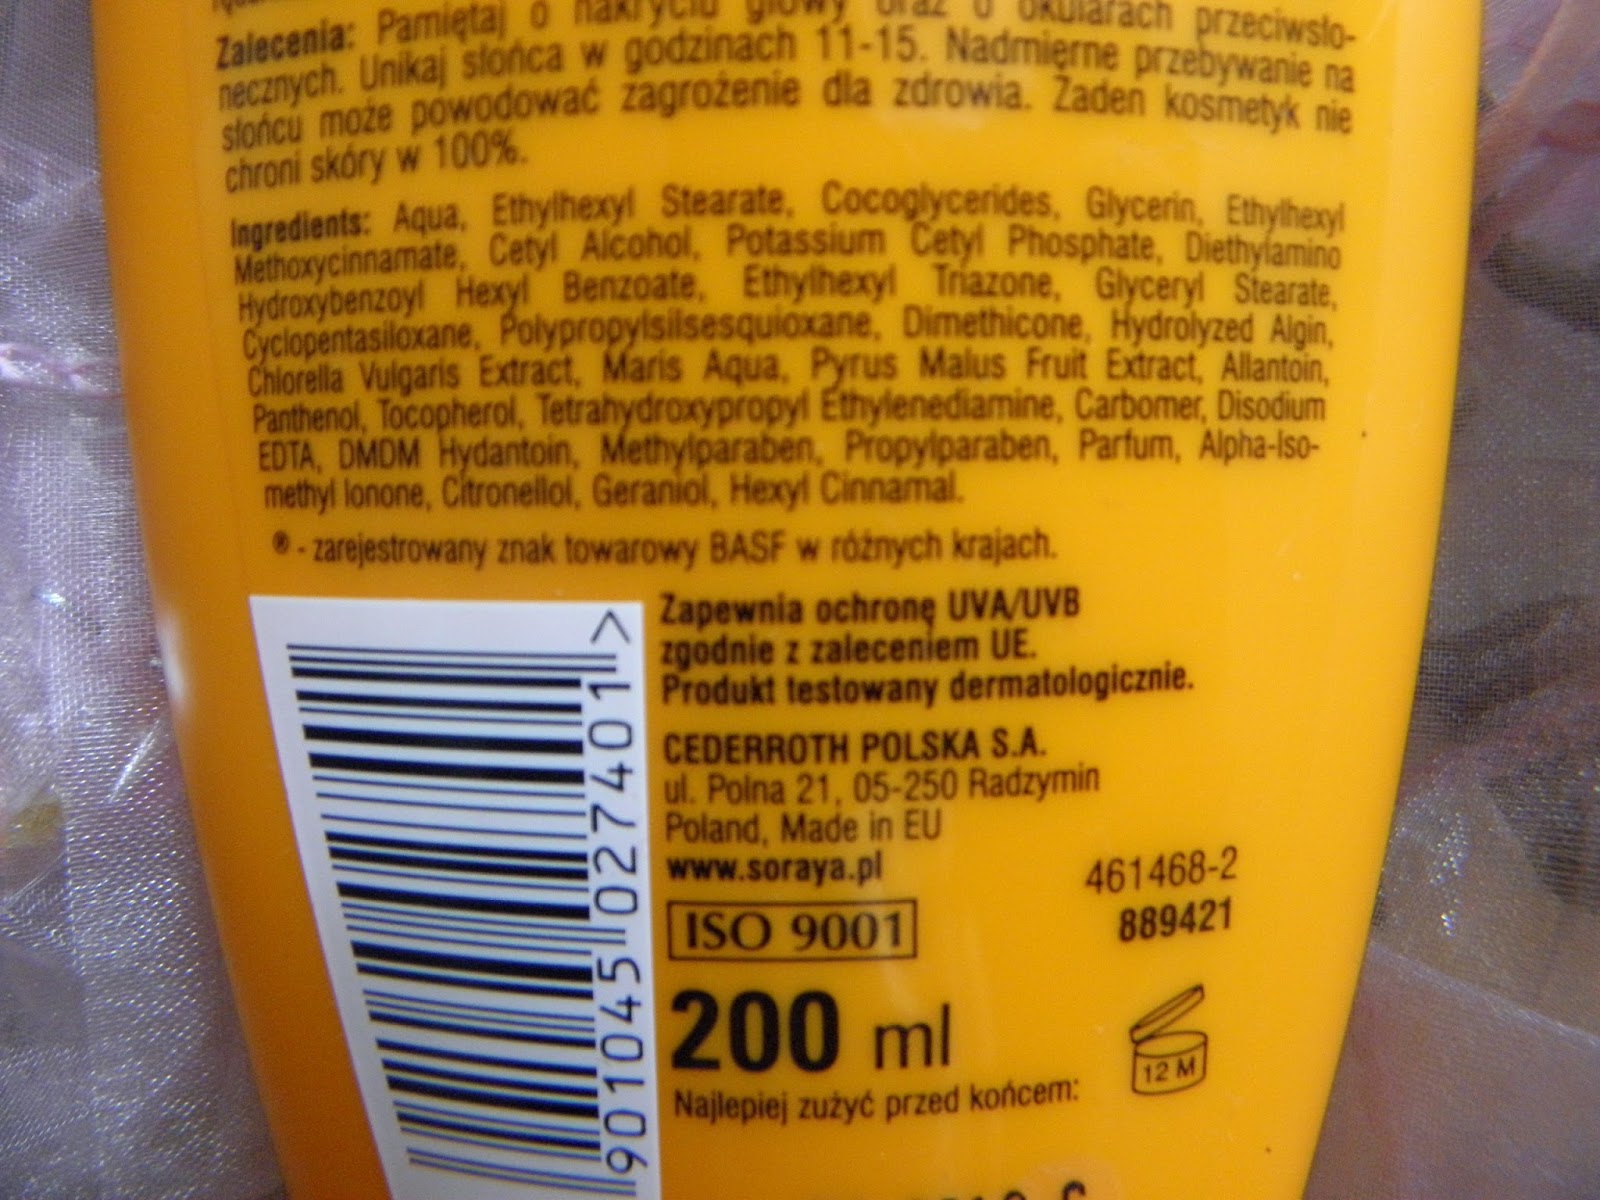 Zalecenia: Pamiętaj o nakryciu głowy oraz o okularach przeciwsło-
necznych. Unikaj słońca w godzinach 11-15. Nadmierne przebywanie na
słońcu może powodować zagrożenie dla zdrowia. Żaden kosmetyk nie
chroni skóry w 100%.
Ingredients: Aqua, Ethylhexyl Stearate, Cocoglycerides, Glycerin, Ethylhexyl
Methoxycinnamate, Cetyl Alcohol, Potassium Cetyl Phosphate, Diethylamino
Hydroxybenzoyl Hexyl Benzoate, Ethylhexyl Triazone, Glyceryl Stearate,
Cyclopentasiloxane, Polypropylsilsesquioxane, Dimethicone, Hydrolyzed Algin,
Chlorella Vulgaris Extract, Maris Aqua, Pyrus Malus Fruit Extract, Allantoin,
Panthenol, Tocopherol, Tetrahydroxypropyl Ethylenediamine, Carbomer, Disodium
EDTA, DMDM Hydantoin, Methylparaben, Propylparaben, Parfum, Alpha-Iso-
methyl Ionone, Citronellol, Geraniol, Hexyl Cinnamal.
® - zarejestrowany znak towarowy BASF w różnych krajach.
901045 027401 >
Zapewnia ochronę UVA/UVB
zgodnie z zaleceniem UE.
Produkt testowany dermatologicznie.
CEDERROTH POLSKA S.A.
ul. Polna 21, 05-250 Radzymin
Poland, Made in EU
www.soraya.pl
461468-2
889421
ISO 9001
200 ml
12 M
Najlepiej zużyć przed końcem: